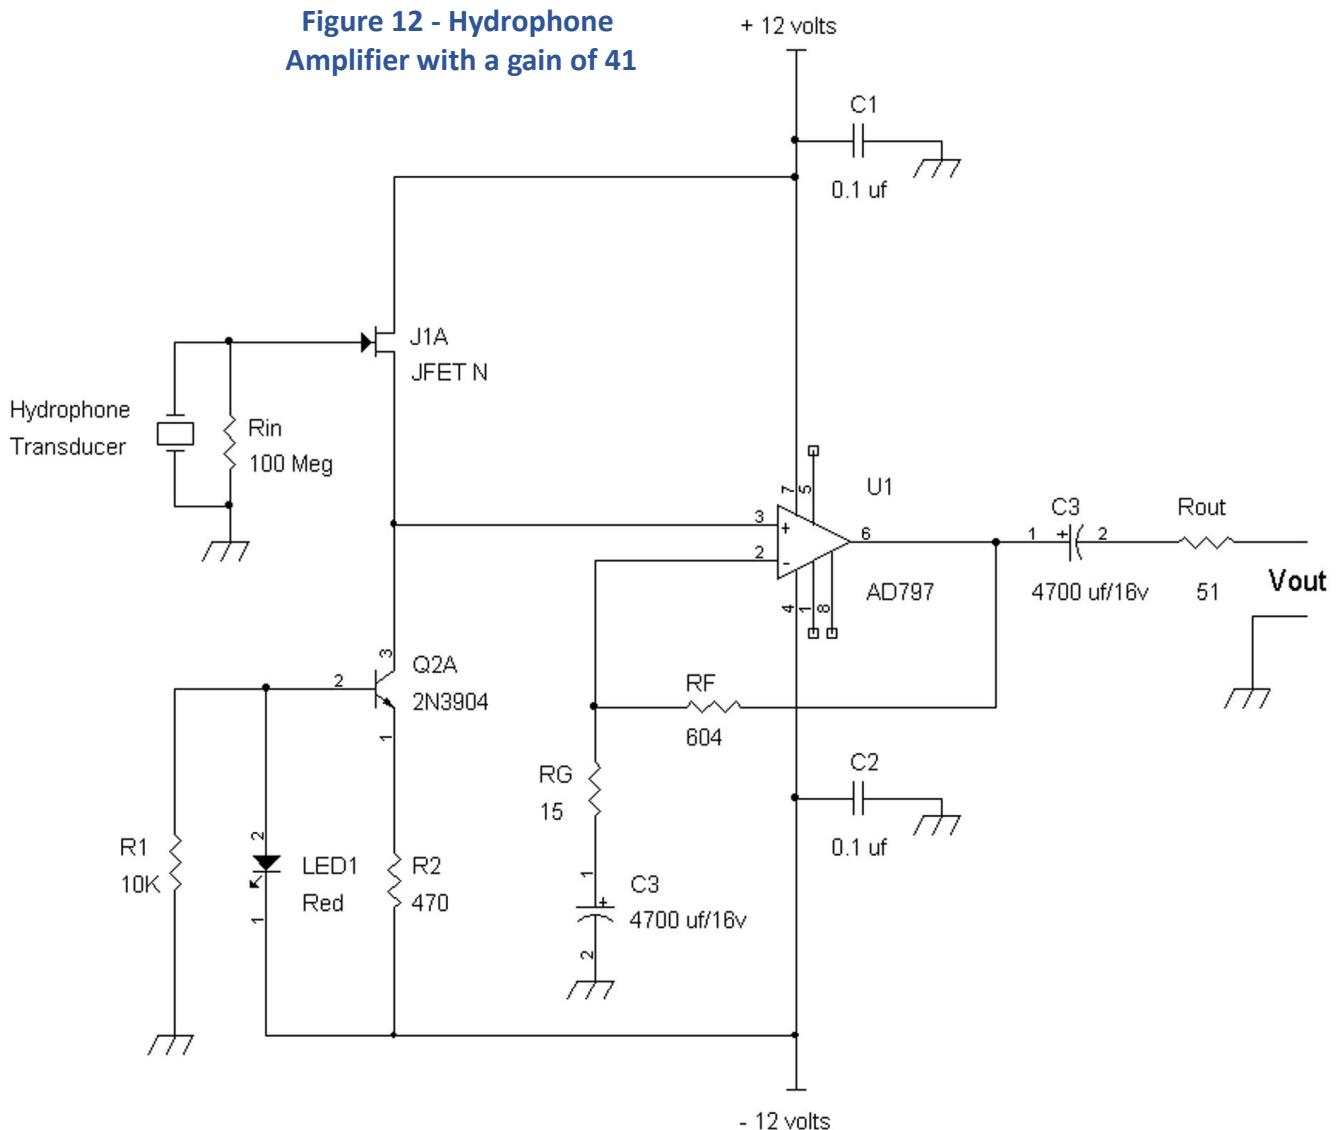 Figure 12 - Hydrophone
Amplifier with a gain of 41
+ 12 volts
C1
0.1 uf
J1A
JFET N
Hydrophone
Transducer
Rin
100 Meg
7
5
U1
3
+
2
-
6
4
1
8
AD797
C3
1
+
2
4700 uf/16v
Rout
51
Vout
3
Q2A
2
2N3904
1
RF
604
RG
15
C2
0.1 uf
R1
10K
2
LED1
Red
1
R2
470
1
C3
+
4700 uf/16v
2
- 12 volts